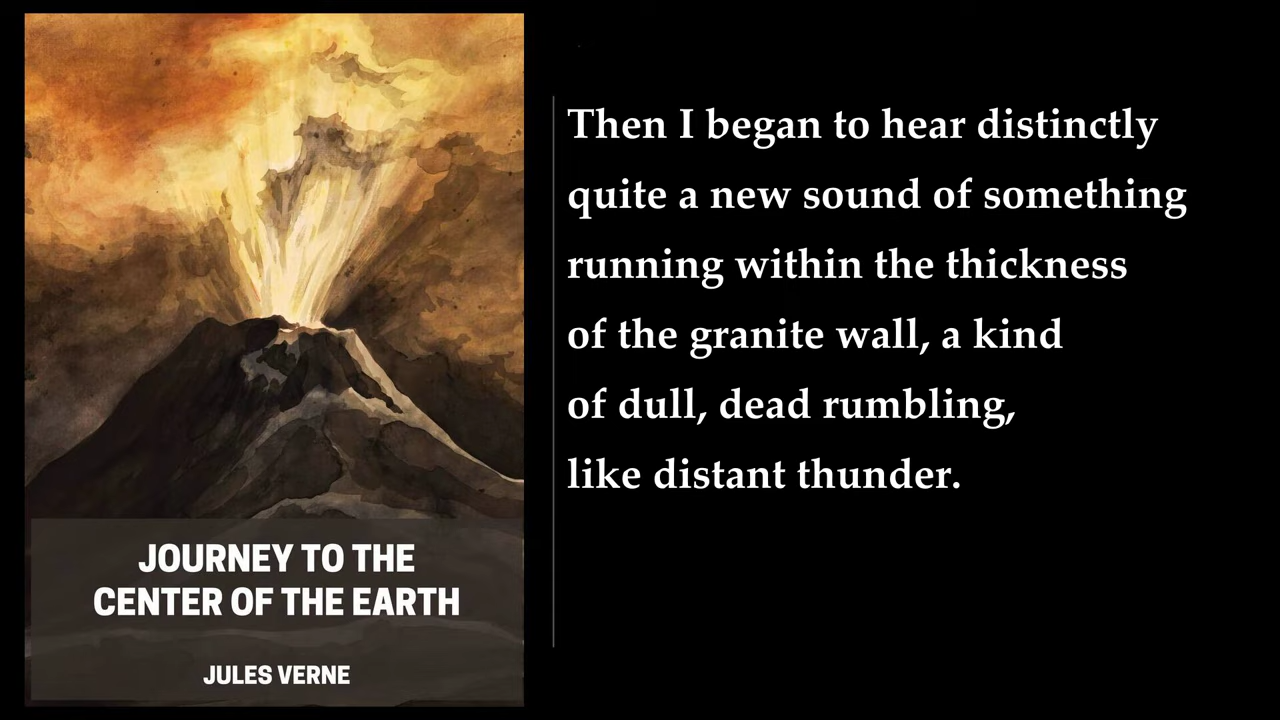 JOURNEY TO THE
CENTER OF THE EARTH
JULES VERNE
Then I began to hear distinctly
quite a new sound of something
running within the thickness
of the granite wall, a kind
of dull, dead rumbling,
like distant thunder.